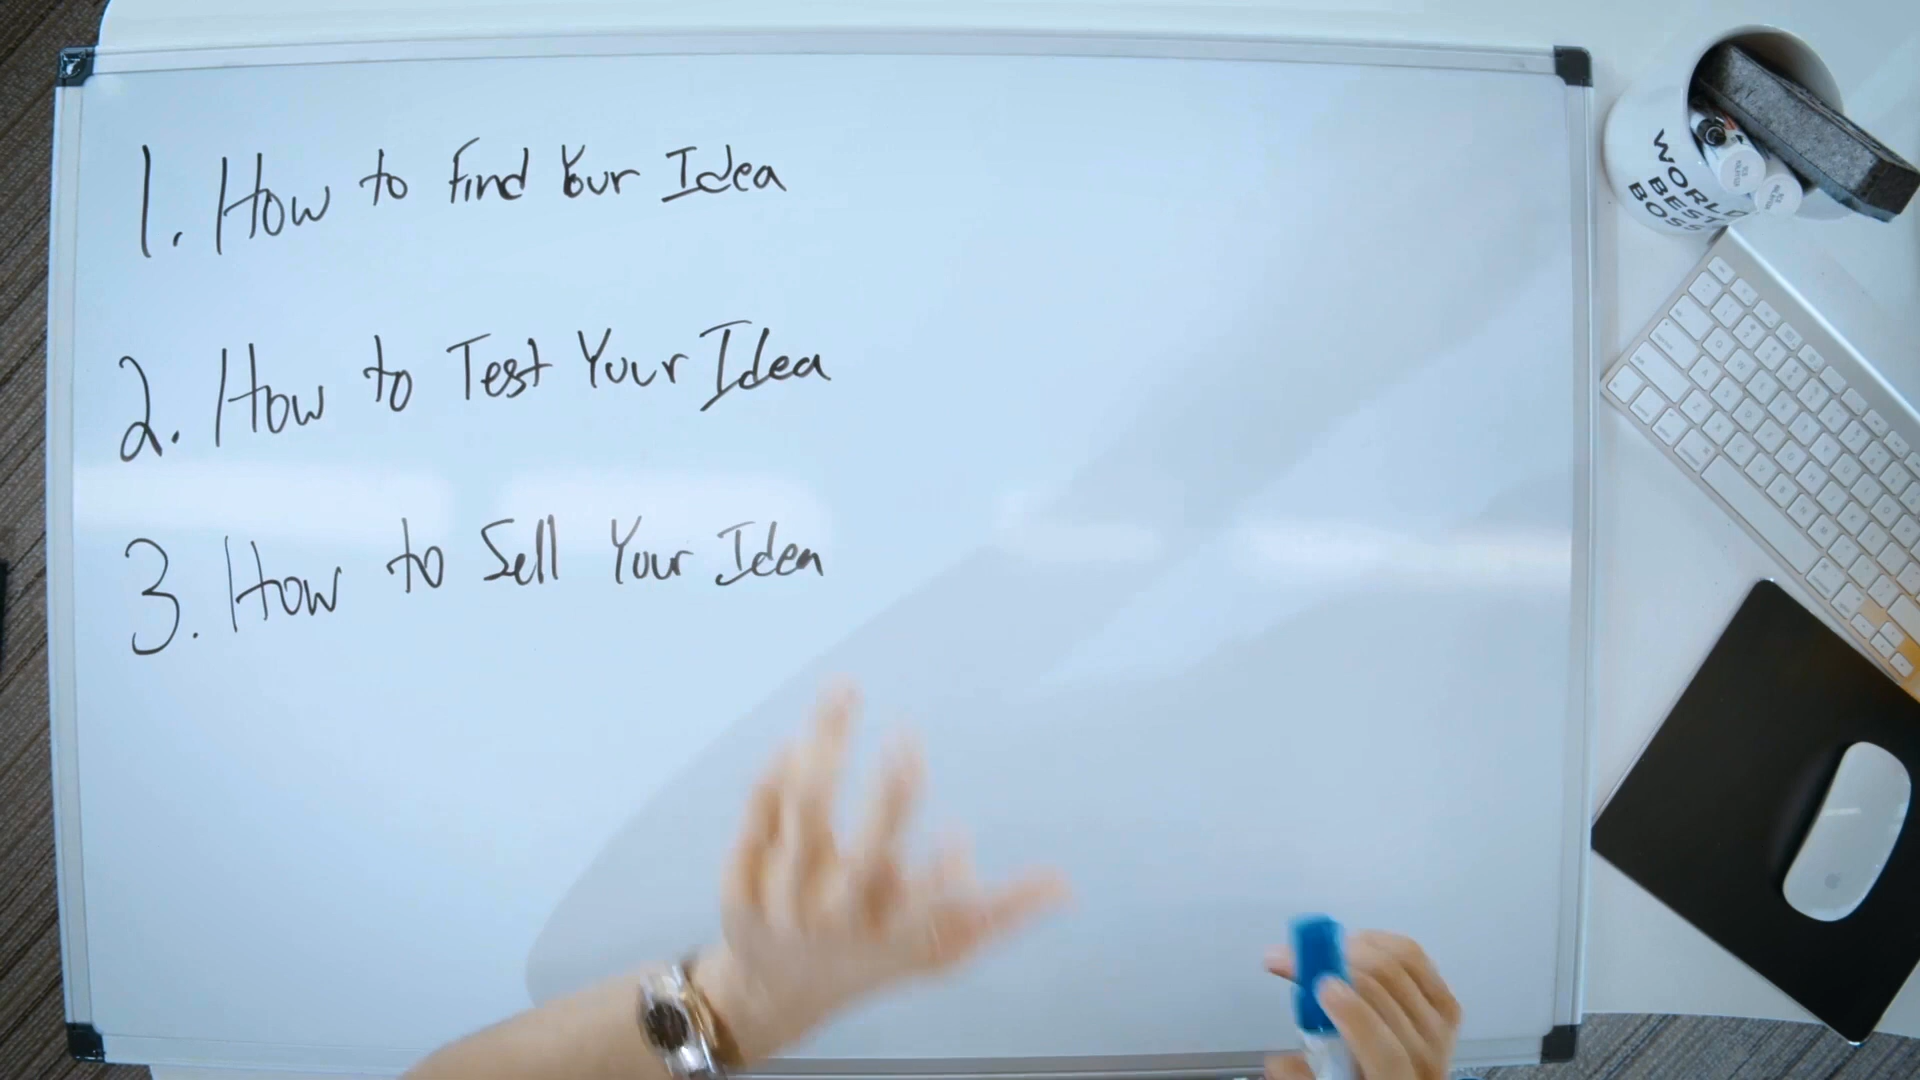 1. How to Find Your Idea
2. How to Test Your Idea
3. How to Sell Your Idea
WORLD
BEST
BOSS